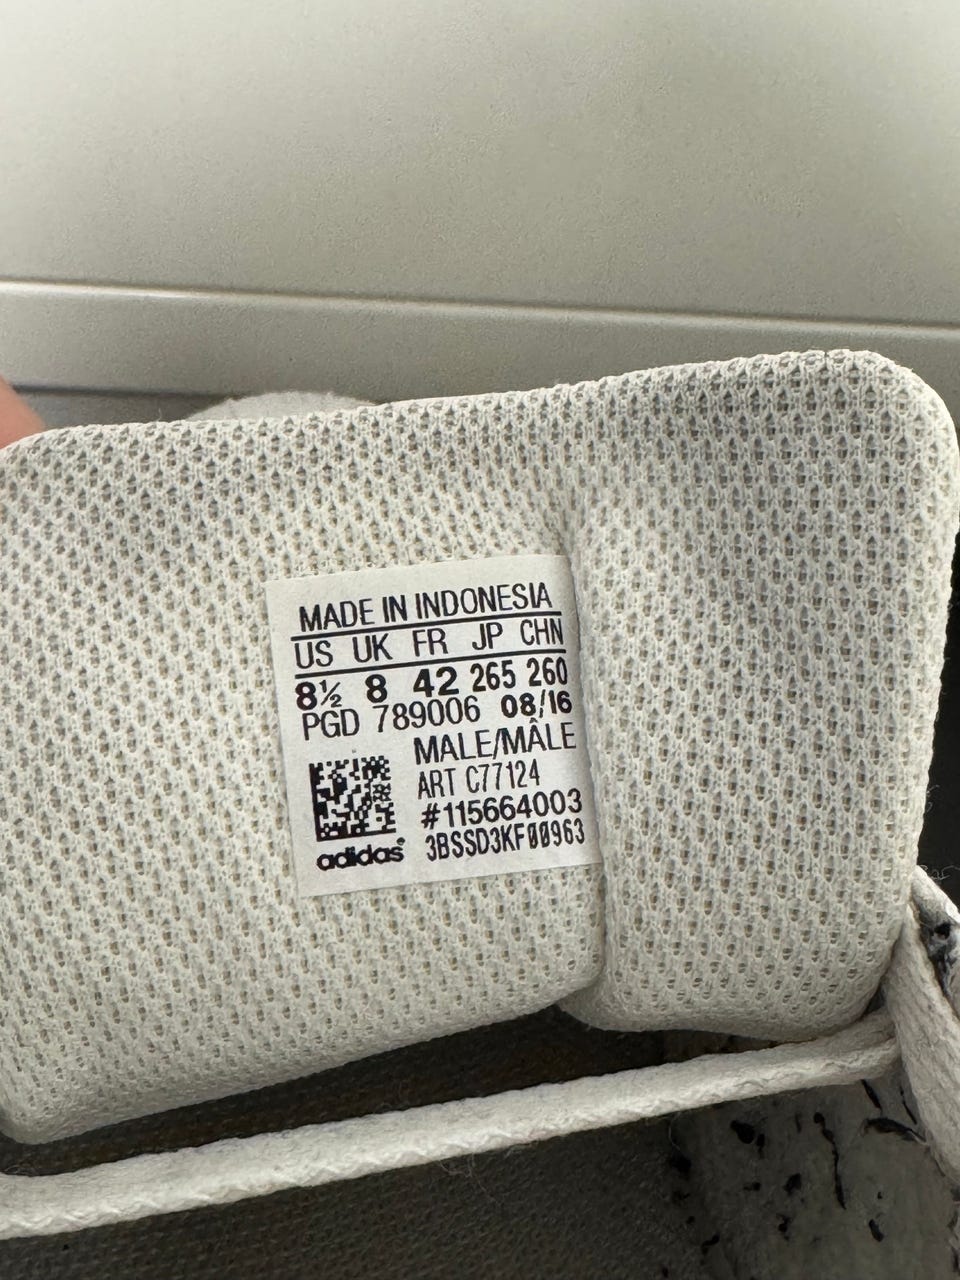 MADE IN INDONESIA
US UK FR JP CHN
8½ 8 42 265 260
PGD 789006 08/16
MALE/MÂLE
ART C77124
#115664003
3BSSD3KF00963
adidas®